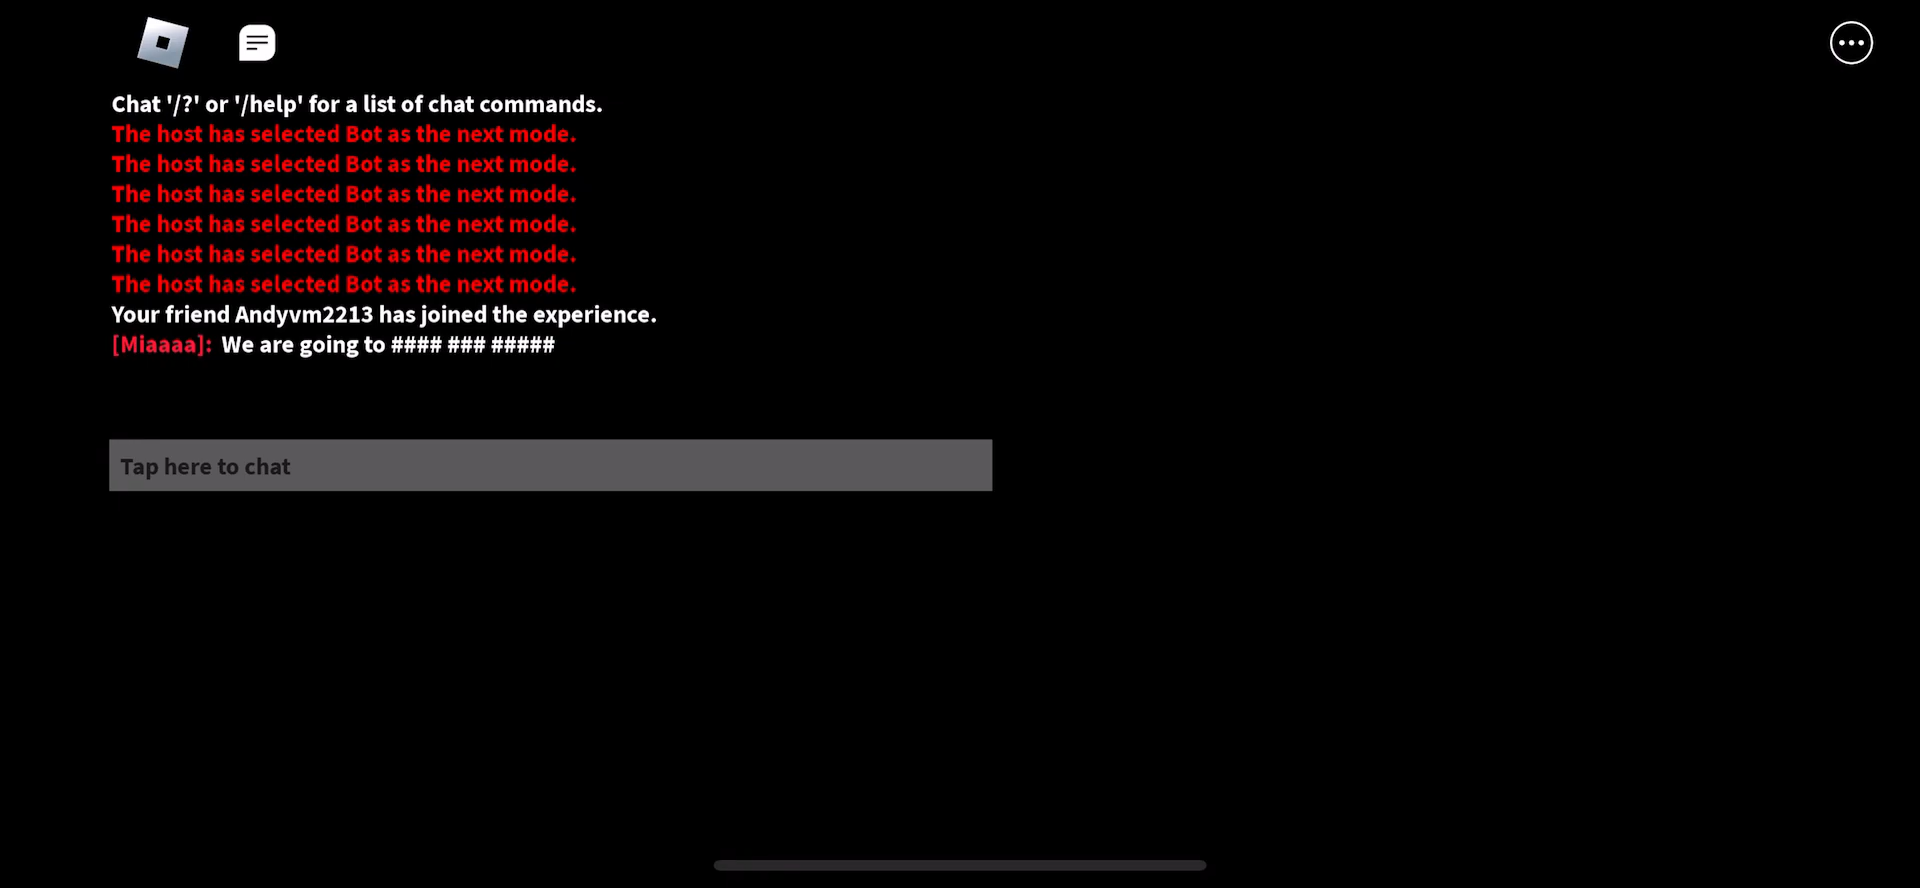 Chat '/?' or '/help' for a list of chat commands.
The host has selected Bot as the next mode.
The host has selected Bot as the next mode.
The host has selected Bot as the next mode.
The host has selected Bot as the next mode.
The host has selected Bot as the next mode.
The host has selected Bot as the next mode.
Your friend Andyvm2213 has joined the experience.
[Miaaaa]: We are going to #### ### #####
Tap here to chat